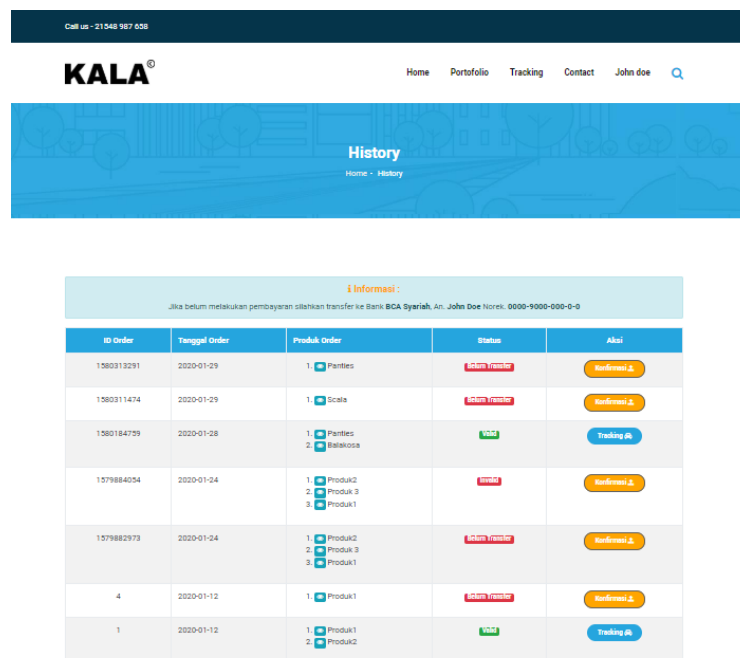 Call us - 21548 987 658
KALA©
Home Portofolio Tracking Contact John doe
History
Home - History
i Informasi :
Jika belum melakukan pembayaran silahkan transfer ke Bank BCA Syariah, An. John Doe Norek. 0000-9000-000-0-0
ID Order Tanggal Order Produk Order Status Aksi
1580313291 2020-01-29 1. Panties Belum Transfer Konfirmasi
1580311474 2020-01-29 1. Scala Belum Transfer Konfirmasi
1580184759 2020-01-28 1. Panties Valid Tracking
2. Balakosa
1579884054 2020-01-24 1. Produk2 Invalid Konfirmasi
2. Produk 3
3. Produk1
1579882973 2020-01-24 1. Produk2 Belum Transfer Konfirmasi
2. Produk 3
3. Produk1
4 2020-01-12 1. Produk1 Belum Transfer Konfirmasi
1 2020-01-12 1. Produk1 Valid Tracking
2. Produk2